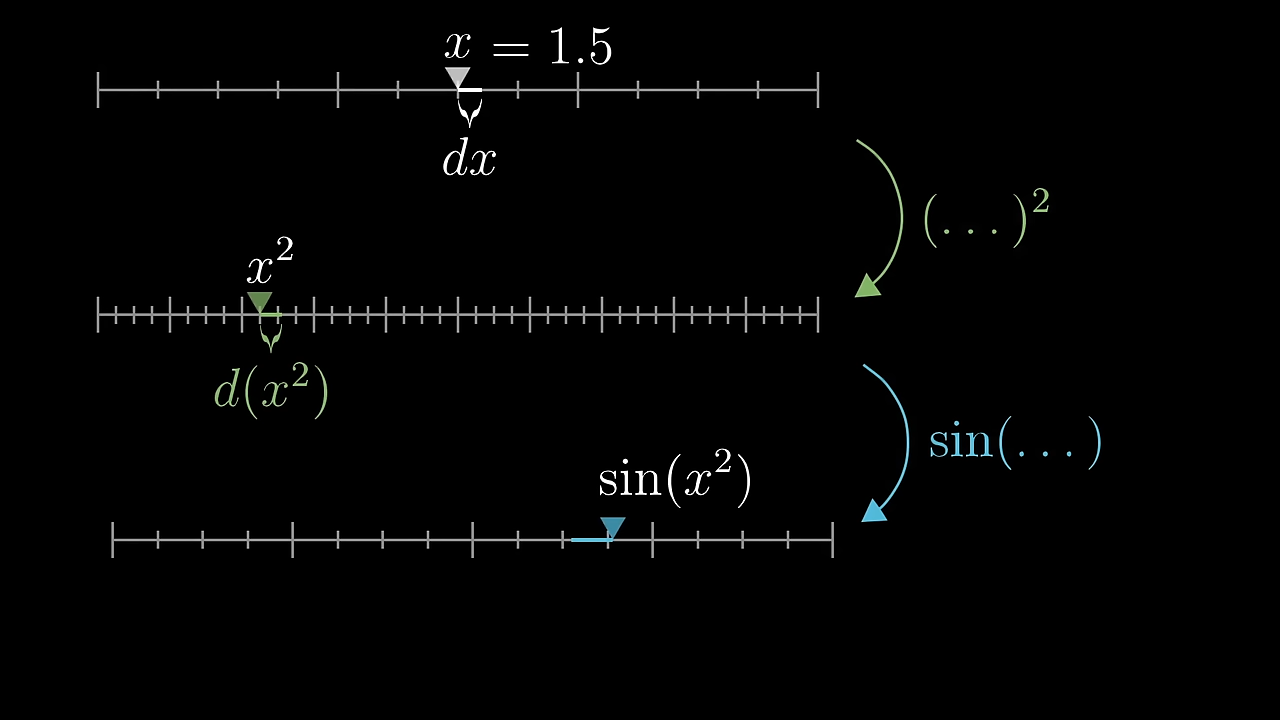 x = 1.5
dx
(...)²
x²
d(x²)
sin(...)
sin(x²)